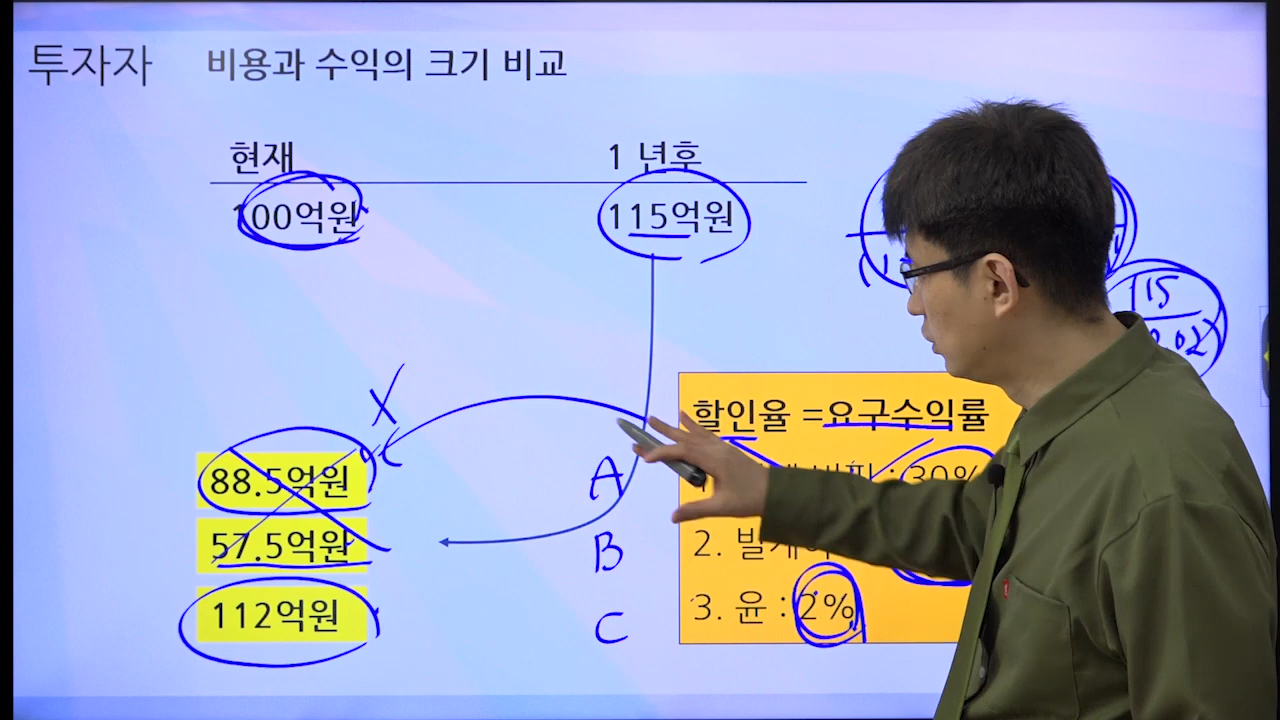 투자자 비용과 수익의 크기 비교
현재 1 년후
100억원 115억원
115
X
할인율 =요구수익률
88.5억원 A 30%
57.5억원 B 2.
112억원 C 3. 윤 : 2%